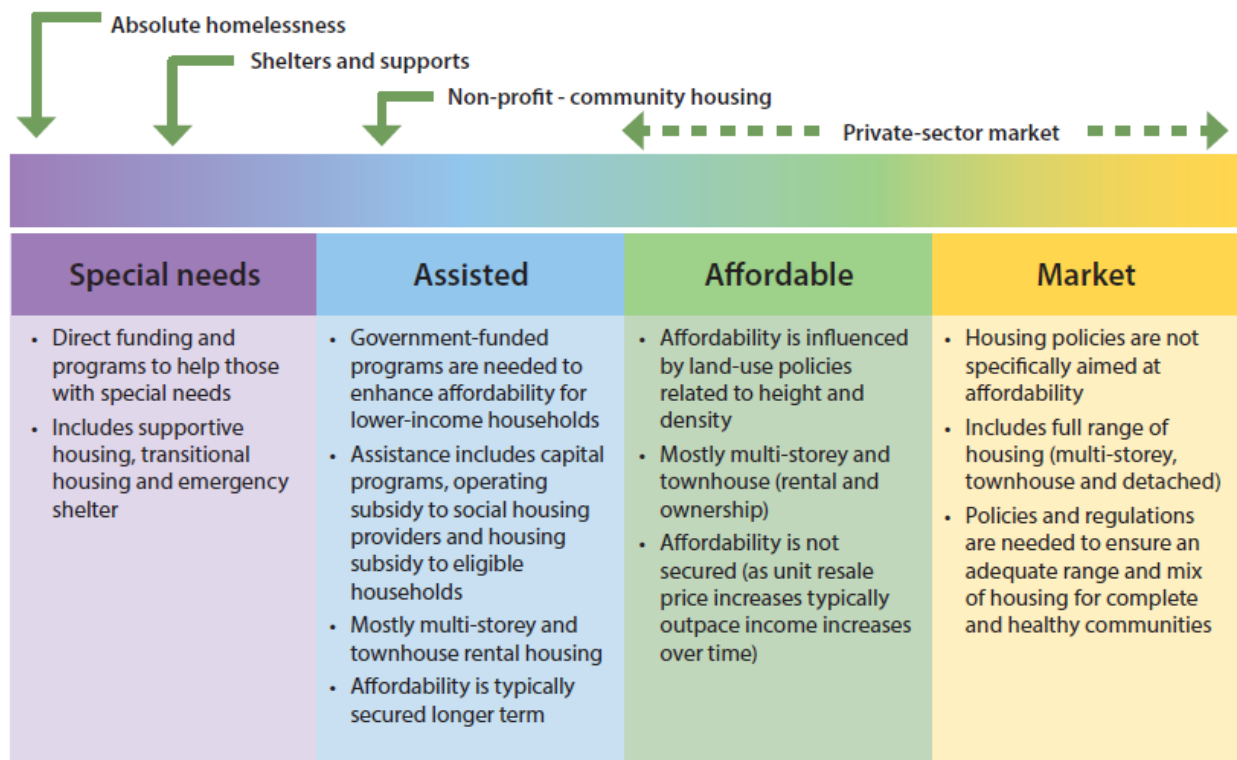 Absolute homelessness
Shelters and supports
Non-profit - community housing
Private-sector market
Special needs
• Direct funding and
programs to help those
with special needs
• Includes supportive
housing, transitional
housing and emergency
shelter
Assisted
• Government-funded
programs are needed to
enhance affordability for
lower-income households
• Assistance includes capital
programs, operating
subsidy to social housing
providers and housing
subsidy to eligible
households
• Mostly multi-storey and
townhouse rental housing
• Affordability is typically
secured longer term
Affordable
• Affordability is influenced
by land-use policies
related to height and
density
• Mostly multi-storey and
townhouse (rental and
ownership)
• Affordability is not
secured (as unit resale
price increases typically
outpace income increases
over time)
Market
• Housing policies are not
specifically aimed at
affordability
• Includes full range of
housing (multi-storey,
townhouse and detached)
• Policies and regulations
are needed to ensure an
adequate range and mix
of housing for complete
and healthy communities